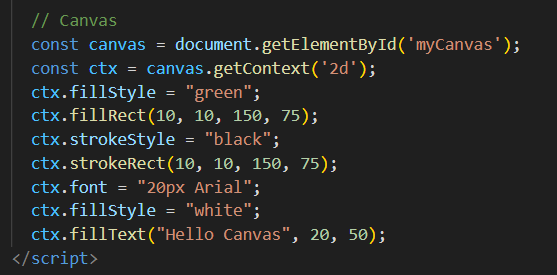 // Canvas
const canvas = document.getElementById('myCanvas');
const ctx = canvas.getContext('2d');
ctx.fillStyle = "green";
ctx.fillRect(10, 10, 150, 75);
ctx.strokeStyle = "black";
ctx.strokeRect(10, 10, 150, 75);
ctx.font = "20px Arial";
ctx.fillStyle = "white";
ctx.fillText("Hello Canvas", 20, 50);
</script>